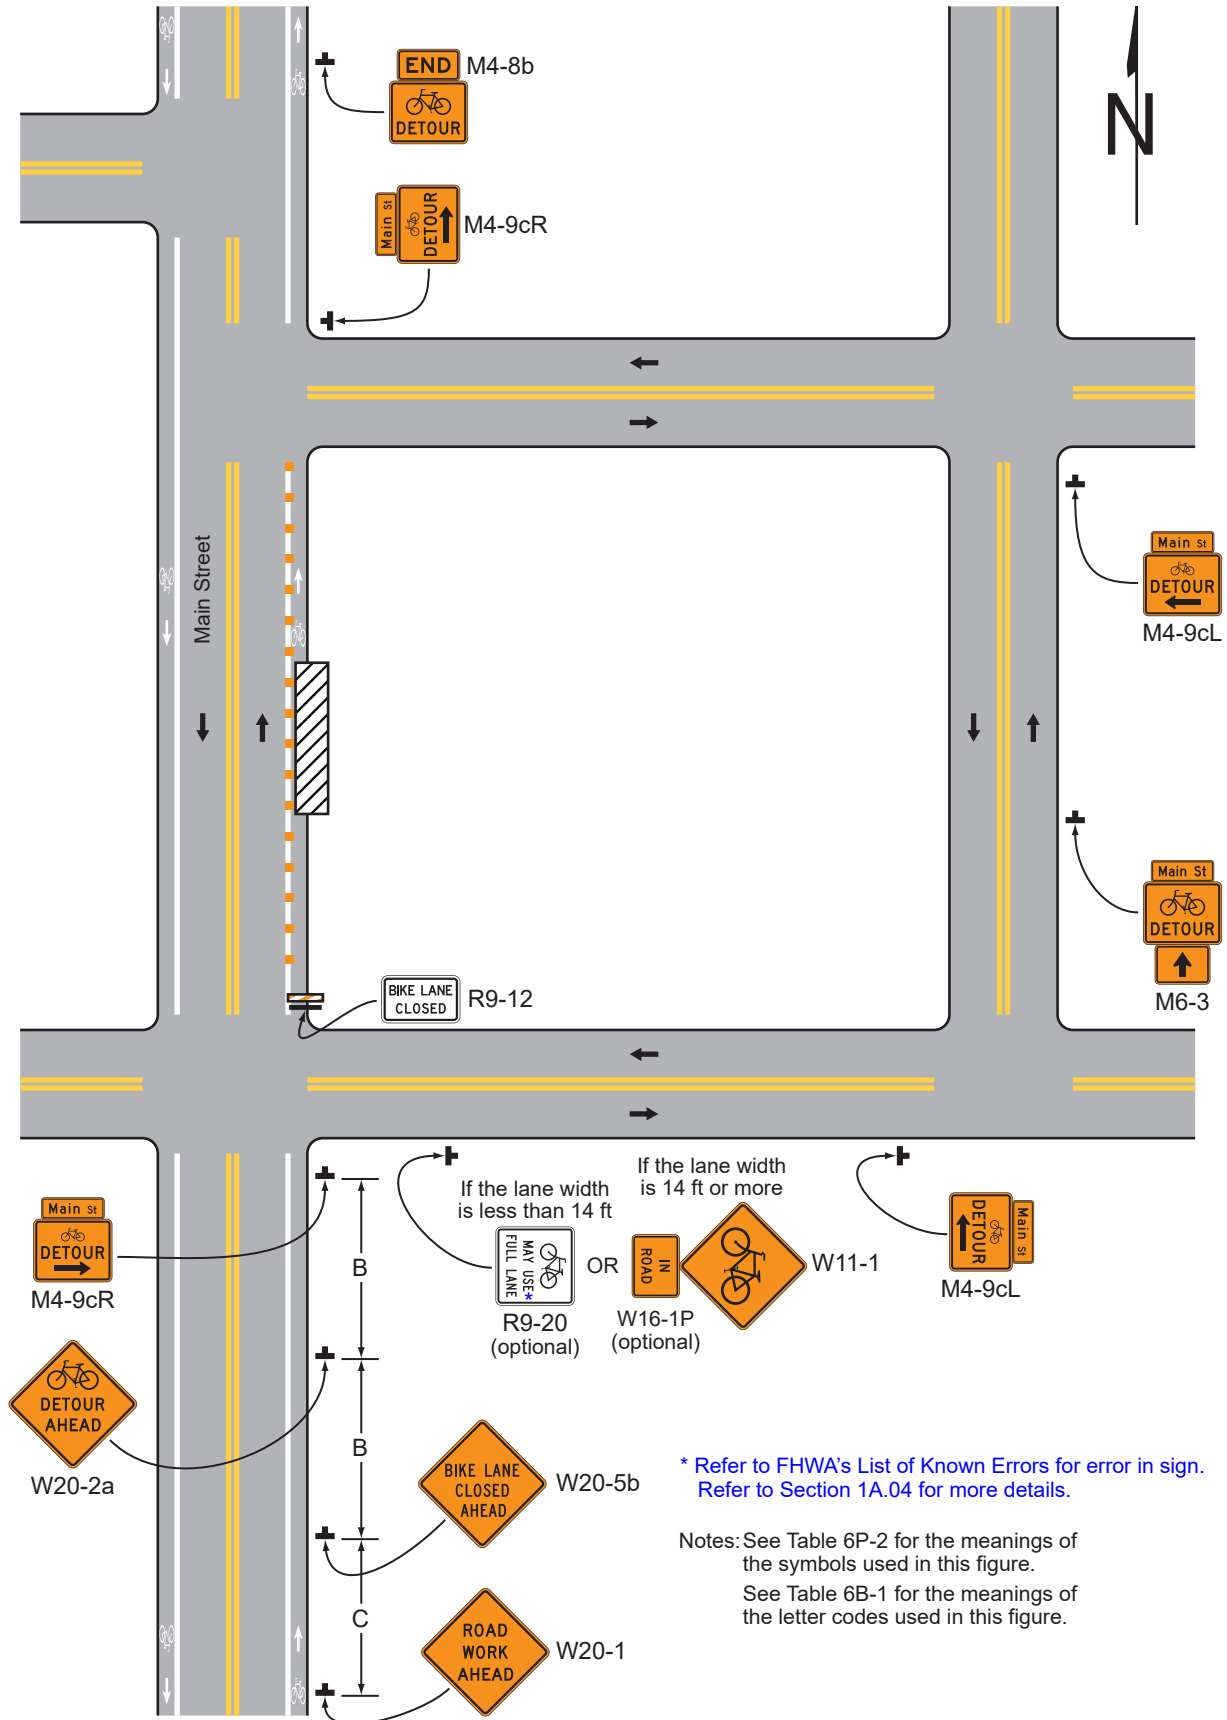 END
M4-8b
DETOUR
N
Main St
DETOUR
M4-9cR
Main Street
Main St
DETOUR
M4-9cL
Main St
DETOUR
M6-3
BIKE LANE
CLOSED
R9-12
Main St
DETOUR
M4-9cR
If the lane width
is less than 14 ft
MAY USE*
FULL LANE
R9-20
(optional)
OR
If the lane width
is 14 ft or more
IN
ROAD
W16-1P
(optional)
W11-1
Main St
DETOUR
M4-9cL
B
DETOUR
AHEAD
W20-2a
B
BIKE LANE
CLOSED
AHEAD
W20-5b
C
ROAD
WORK
AHEAD
W20-1
* Refer to FHWA's List of Known Errors for error in sign.
Refer to Section 1A.04 for more details.
Notes: See Table 6P-2 for the meanings of
the symbols used in this figure.
See Table 6B-1 for the meanings of
the letter codes used in this figure.